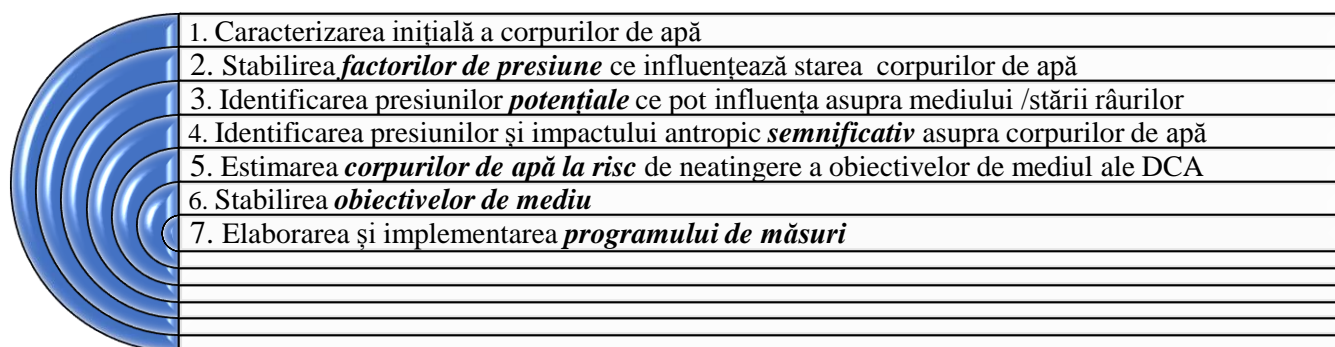 1. Caracterizarea inițială a corpurilor de apă
2. Stabilirea factorilor de presiune ce influențează starea corpurilor de apă
3. Identificarea presiunilor potențiale ce pot influența asupra mediului /stării râurilor
4. Identificarea presiunilor și impactului antropic semnificativ asupra corpurilor de apă
5. Estimarea corpurilor de apă la risc de neatingere a obiectivelor de mediul ale DCA
6. Stabilirea obiectivelor de mediu
7. Elaborarea și implementarea programului de măsuri